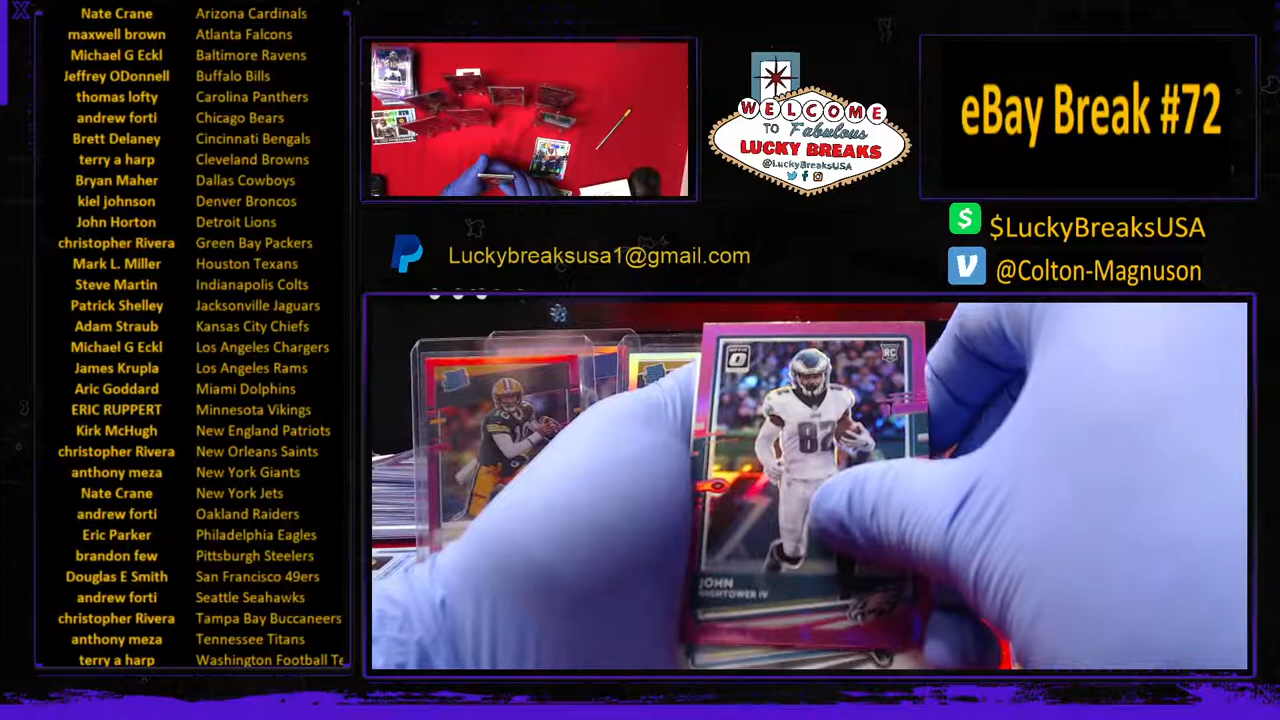 Nate Crane Arizona Cardinals
maxwell brown Atlanta Falcons
Michael G Eckl Baltimore Ravens
Jeffrey ODonnell Buffalo Bills
thomas lofty Carolina Panthers
andrew forti Chicago Bears
Brett Delaney Cincinnati Bengals
terry a harp Cleveland Browns
Bryan Maher Dallas Cowboys
kiel johnson Denver Broncos
John Horton Detroit Lions
christopher Rivera Green Bay Packers
Mark L. Miller Houston Texans
Steve Martin Indianapolis Colts
Patrick Shelley Jacksonville Jaguars
Adam Straub Kansas City Chiefs
Michael G Eckl Los Angeles Chargers
James Krupla Los Angeles Rams
Aric Goddard Miami Dolphins
ERIC RUPPERT Minnesota Vikings
Kirk McHugh New England Patriots
christopher Rivera New Orleans Saints
anthony meza New York Giants
Nate Crane New York Jets
andrew forti Oakland Raiders
Eric Parker Philadelphia Eagles
brandon few Pittsburgh Steelers
Douglas E Smith San Francisco 49ers
andrew forti Seattle Seahawks
christopher Rivera Tampa Bay Buccaneers
anthony meza Tennessee Titans
terry a harp Washington Football Te
WELCOME
TO Fabulous
LUCKY BREAKS
@LuckyBreaksUSA
eBay Break #72
$ $LuckyBreaksUSA
@Colton-Magnuson
Luckybreaksusa1@gmail.com
RC
82
JOHN
HIGHTOWER IV